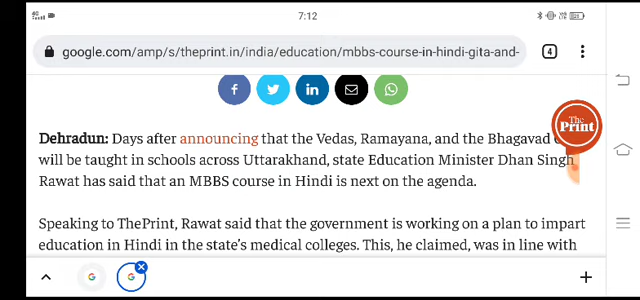 7:12
google.com/amp/s/theprint.in/india/education/mbbs-course-in-hindi-gita-and-
4
The
Print
Dehradun: Days after announcing that the Vedas, Ramayana, and the Bhagavad
will be taught in schools across Uttarakhand, state Education Minister Dhan Singh
Rawat has said that an MBBS course in Hindi is next on the agenda.
Speaking to ThePrint, Rawat said that the government is working on a plan to impart
education in Hindi in the state's medical colleges. This, he claimed, was in line with